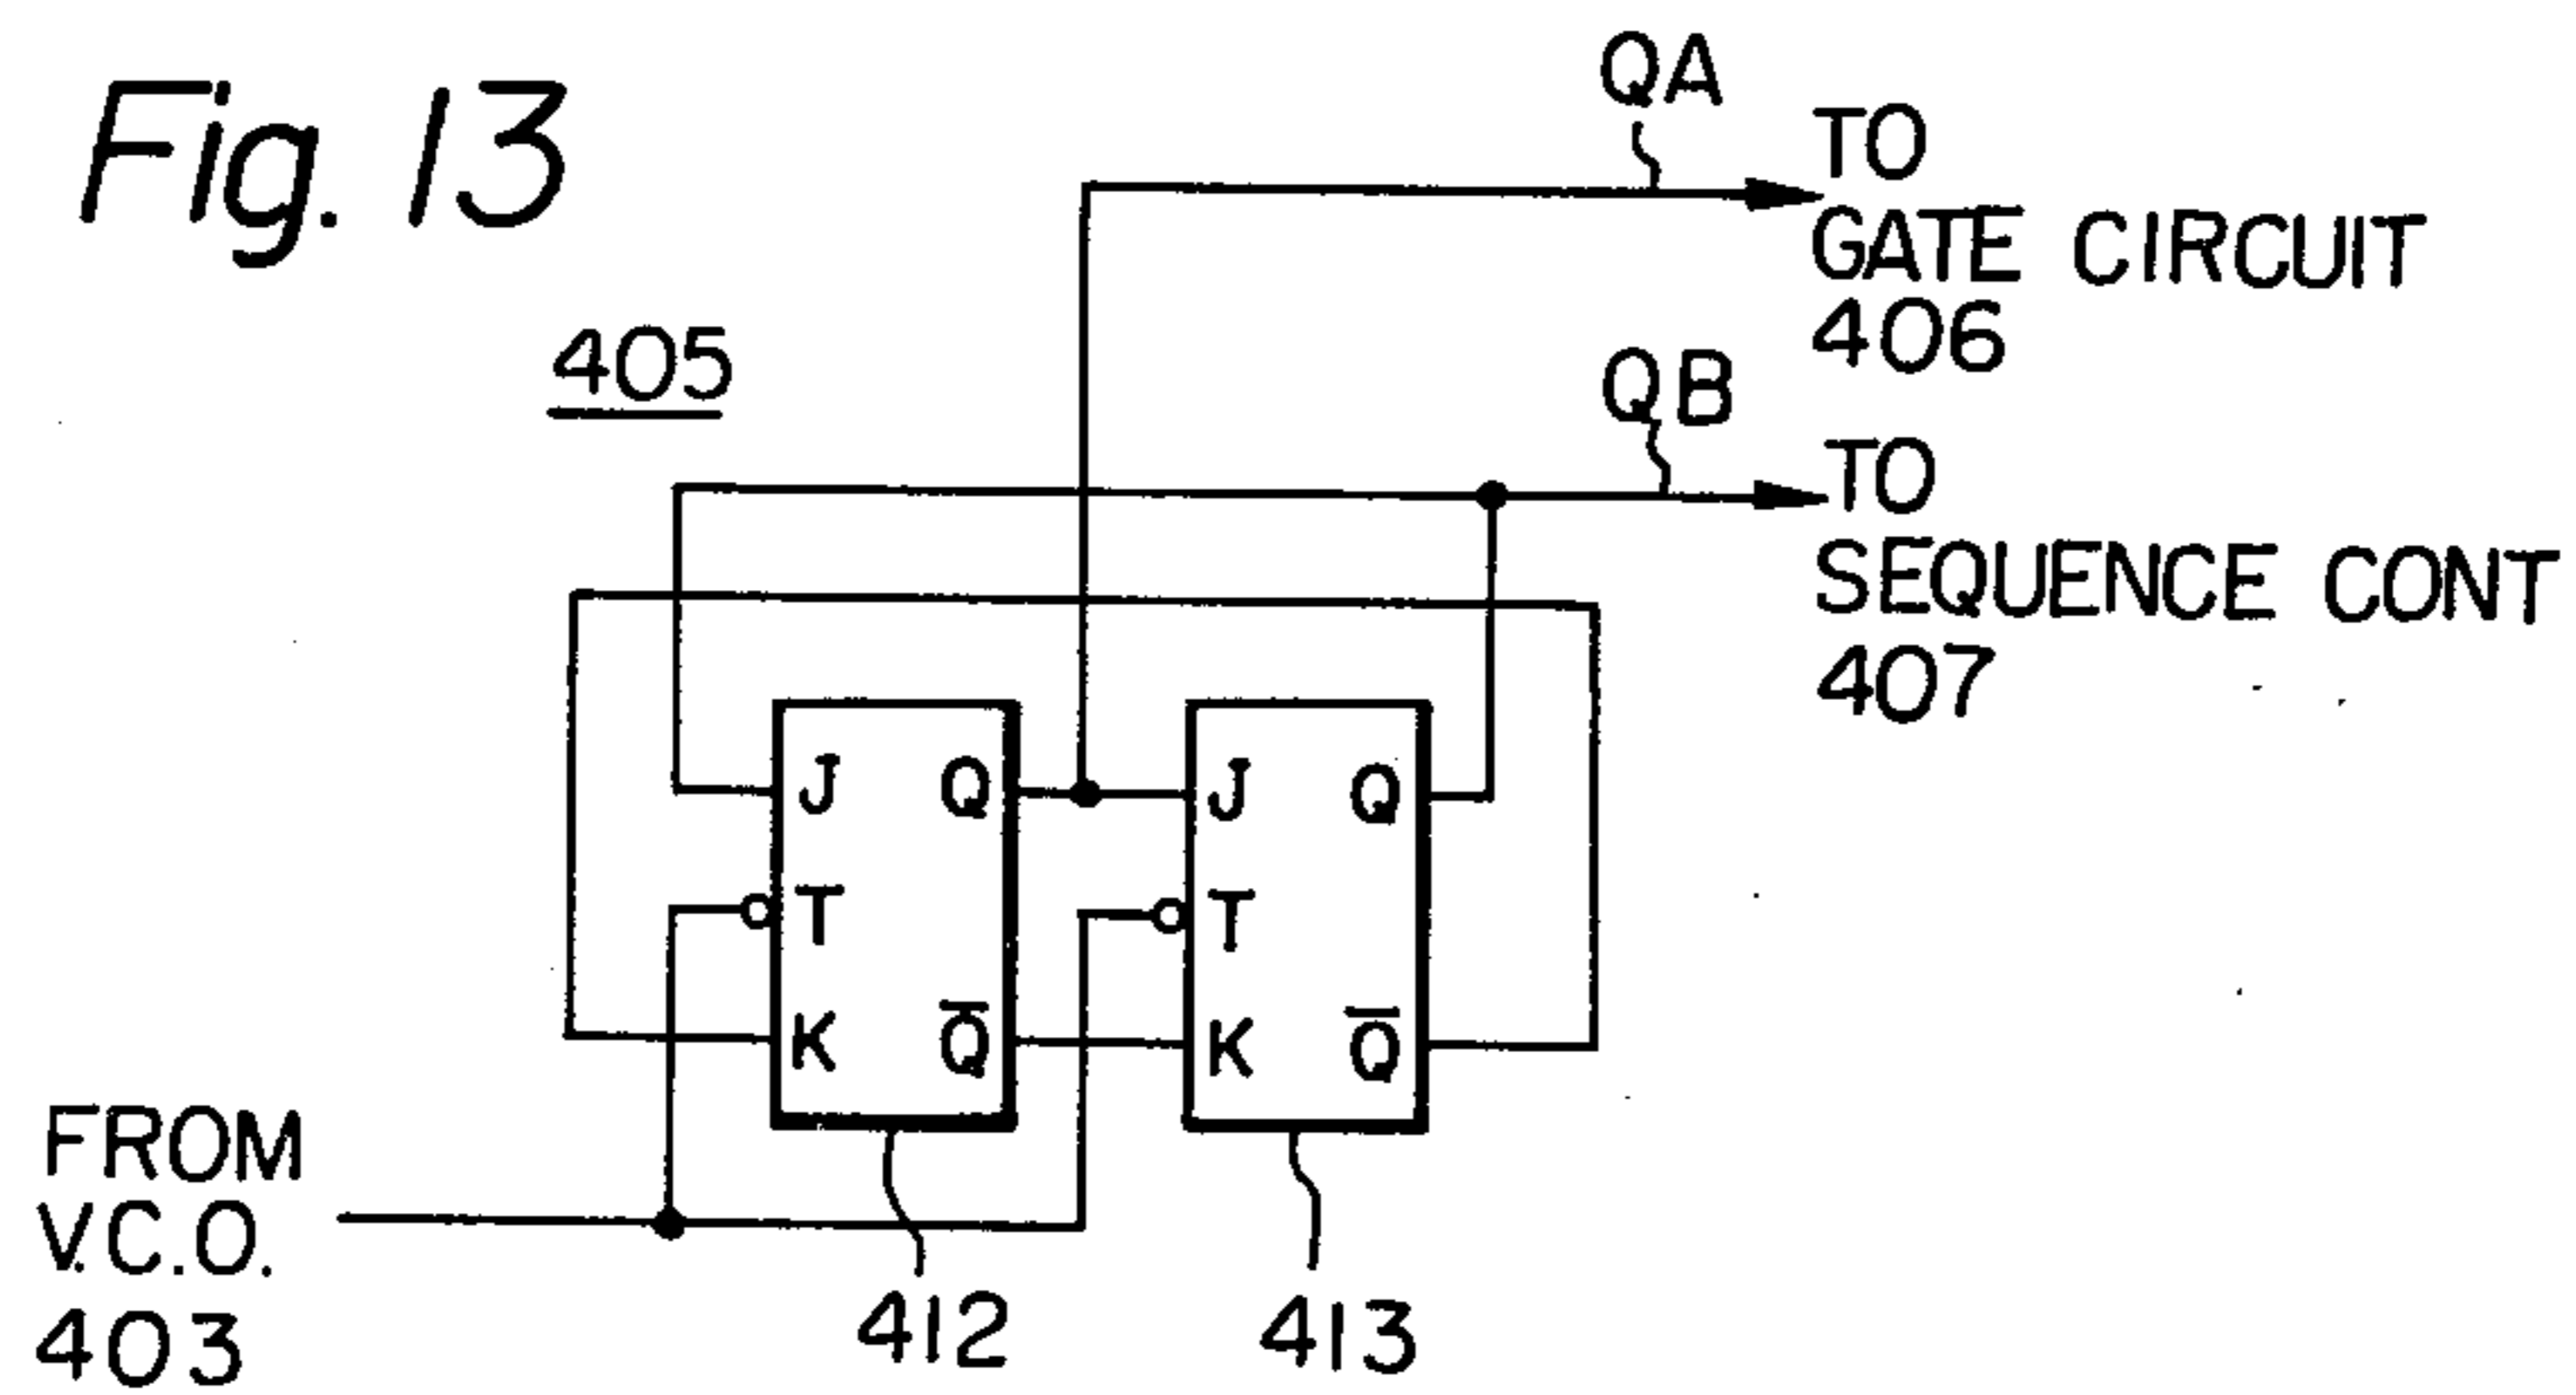 Fig. 13
QA
TO
GATE CIRCUIT
406
405
QB
TO
SEQUENCE CONT
407
J Q J Q
T T
K Q̅ K Q̅
FROM
V.C.O.
403
412
413